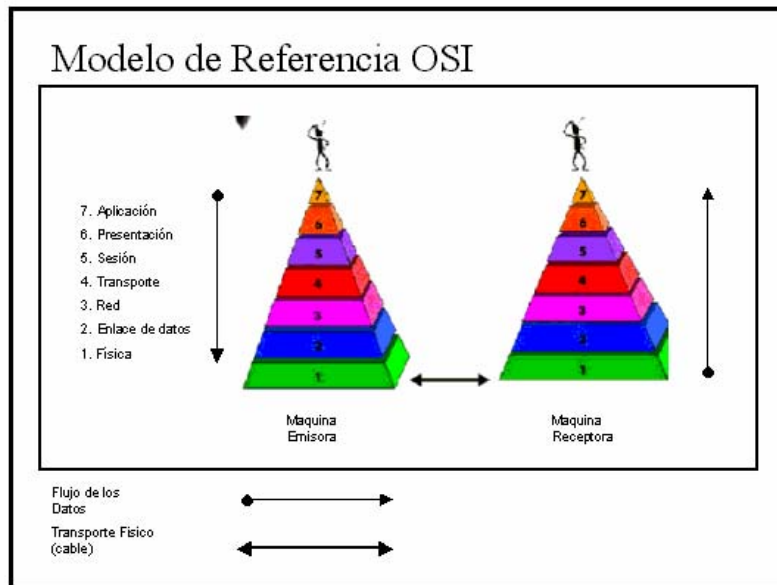 Modelo de Referencia OSI
7. Aplicación
6. Presentación
5. Sesión
4. Transporte
3. Red
2. Enlace de datos
1. Física
7
6
5
4
3
2
1
Maquina
Emisora
7
6
5
4
3
2
1
Maquina
Receptora
Flujo de los
Datos
Transporte Fisico
(cable)